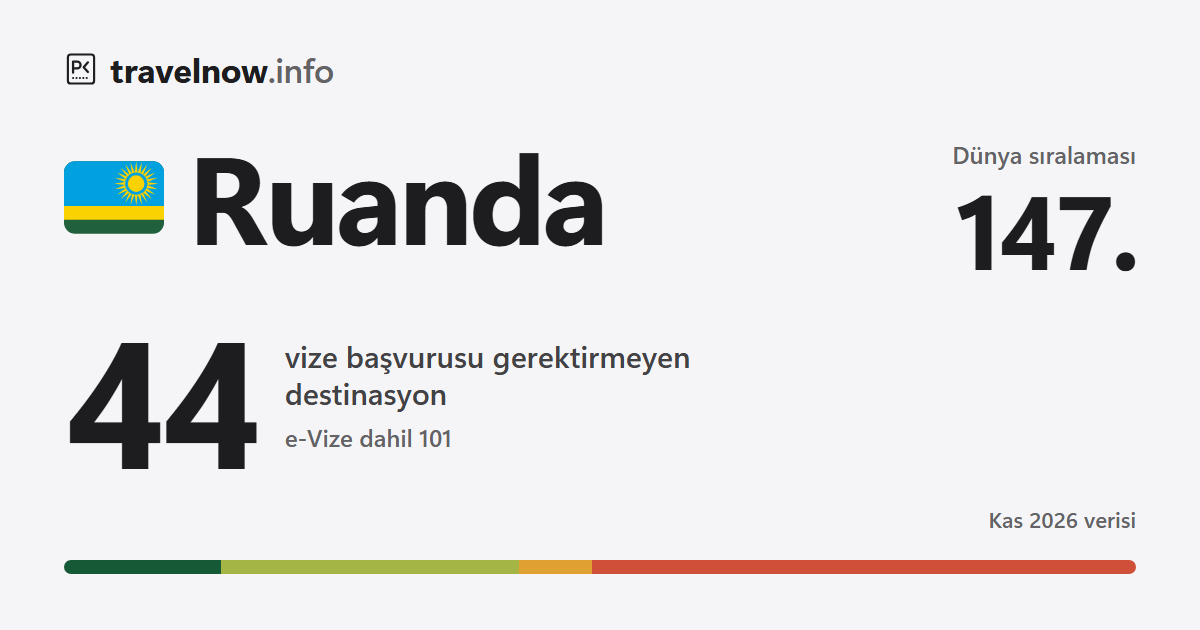 travelnow.info
Ruanda
Dünya sıralaması
147.
44
vize başvurusu gerektirmeyen
destinasyon
e-Vize dahil 101
Kas 2026 verisi